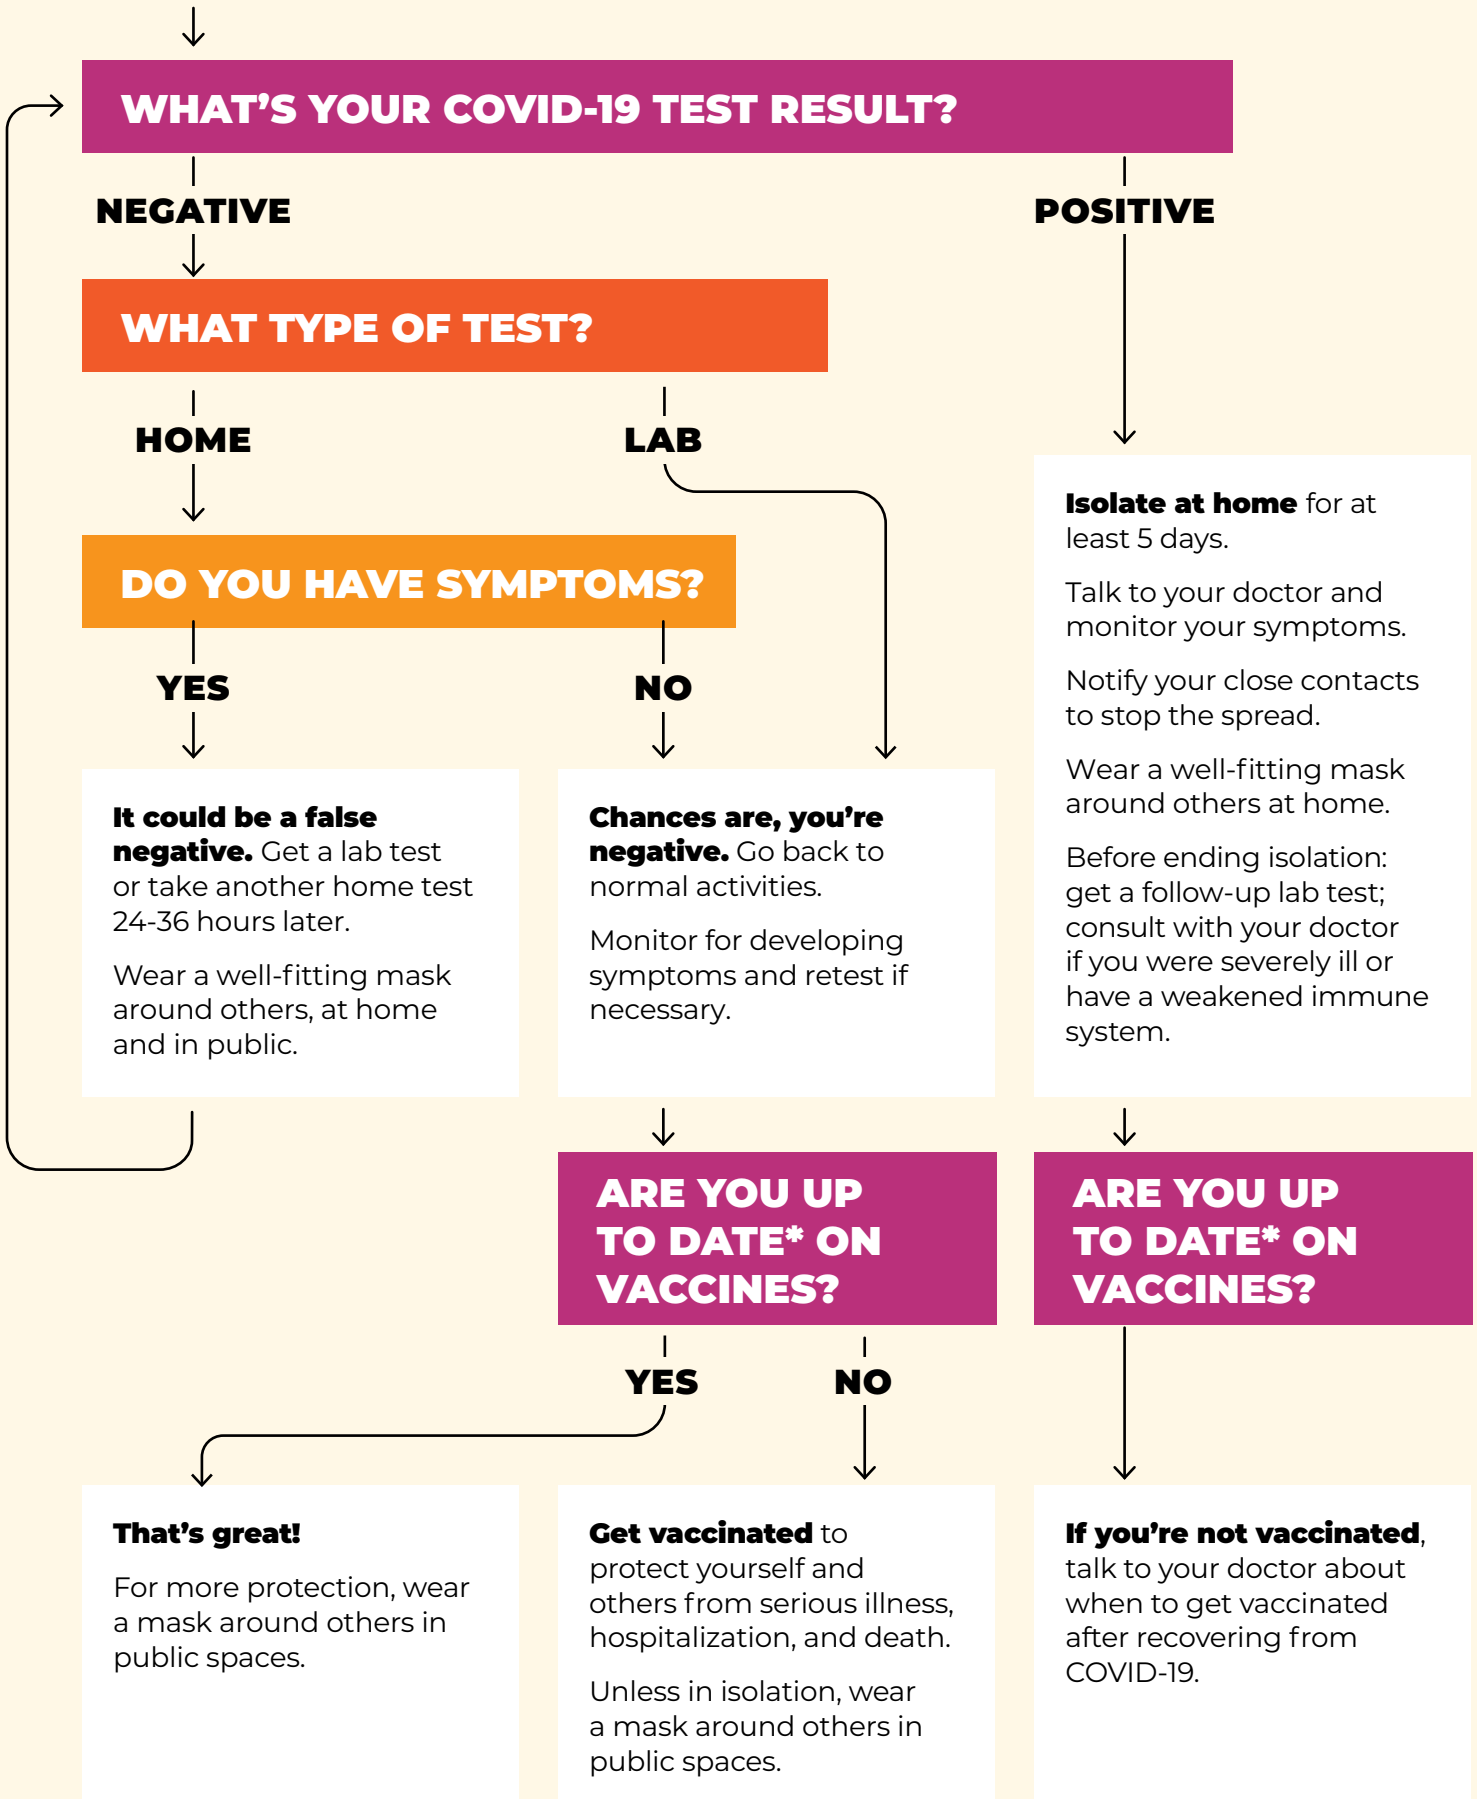 WHAT'S YOUR COVID-19 TEST RESULT?
NEGATIVE
POSITIVE
WHAT TYPE OF TEST?
HOME
LAB
DO YOU HAVE SYMPTOMS?
YES
NO
It could be a false
negative. Get a lab test
or take another home test
24-36 hours later.
Wear a well-fitting mask
around others, at home
and in public.
Chances are, you're
negative. Go back to
normal activities.
Monitor for developing
symptoms and retest if
necessary.
Isolate at home for at
least 5 days.
Talk to your doctor and
monitor your symptoms.
Notify your close contacts
to stop the spread.
Wear a well-fitting mask
around others at home.
Before ending isolation:
get a follow-up lab test;
consult with your doctor
if you were severely ill or
have a weakened immune
system.
ARE YOU UP
TO DATE* ON
VACCINES?
YES
NO
ARE YOU UP
TO DATE* ON
VACCINES?
That's great!
For more protection, wear
a mask around others in
public spaces.
Get vaccinated to
protect yourself and
others from serious illness,
hospitalization, and death.
Unless in isolation, wear
a mask around others in
public spaces.
If you're not vaccinated,
talk to your doctor about
when to get vaccinated
after recovering from
COVID-19.